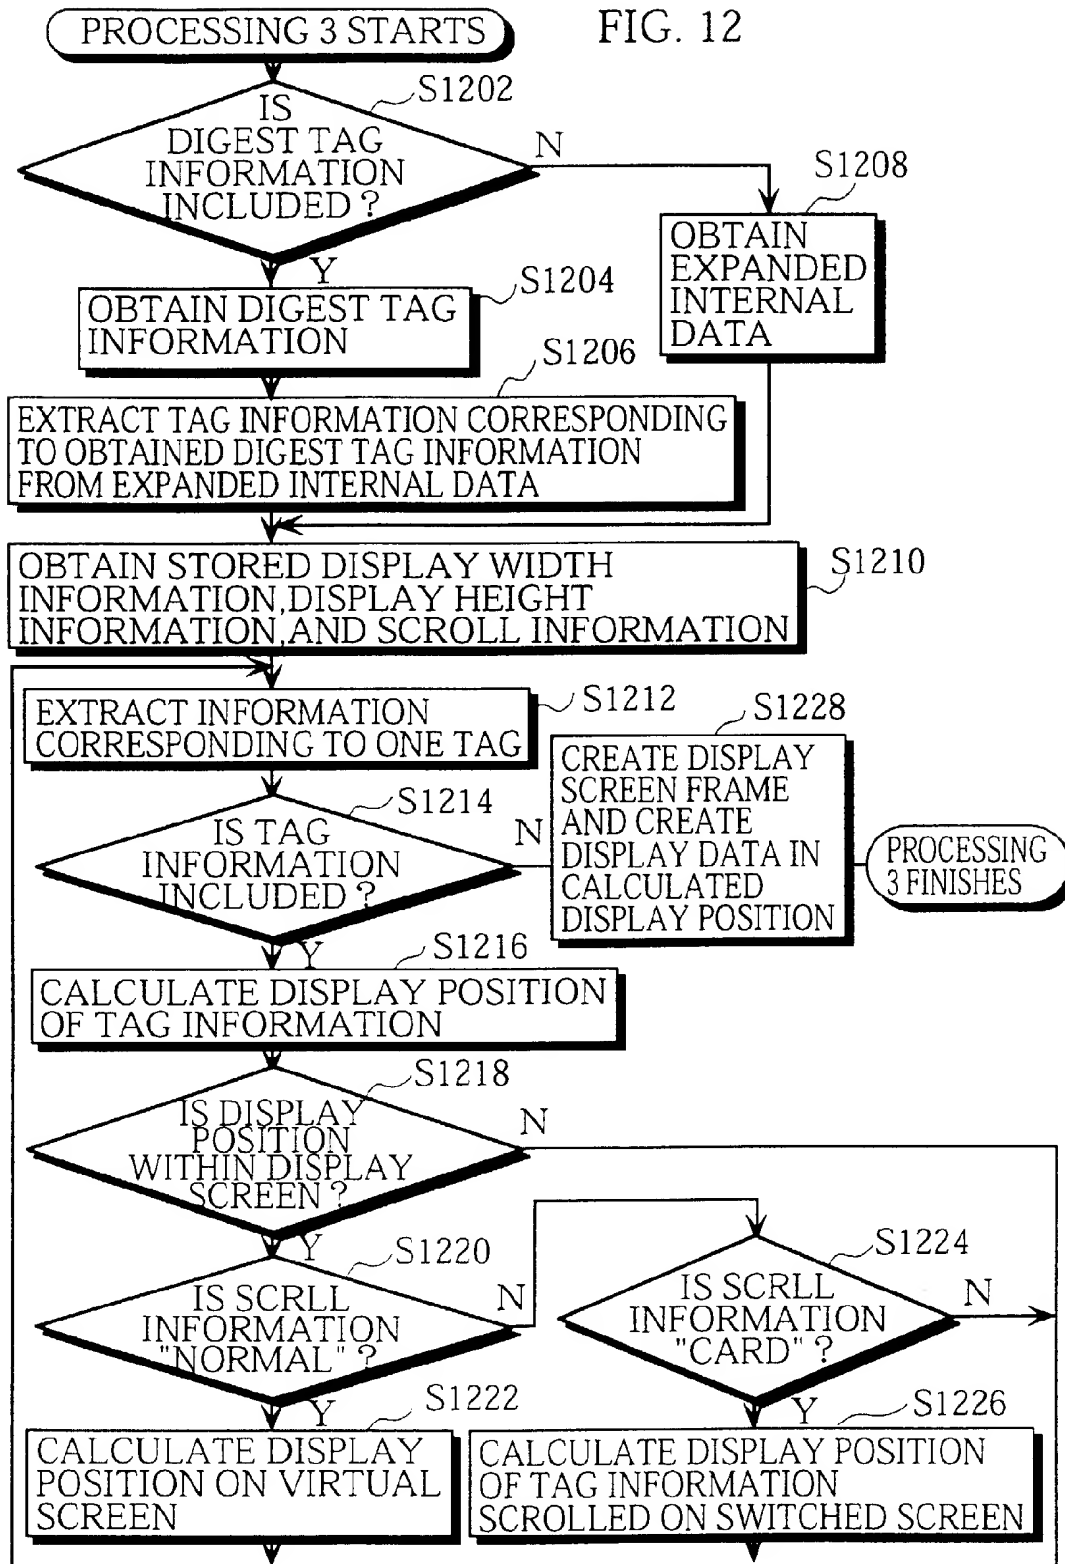 FIG. 12
PROCESSING 3 STARTS
S1202
IS
DIGEST TAG
INFORMATION
INCLUDED ?
N
Y
S1208
OBTAIN
EXPANDED
INTERNAL
DATA
S1204
OBTAIN DIGEST TAG
INFORMATION
S1206
EXTRACT TAG INFORMATION CORRESPONDING
TO OBTAINED DIGEST TAG INFORMATION
FROM EXPANDED INTERNAL DATA
S1210
OBTAIN STORED DISPLAY WIDTH
INFORMATION,DISPLAY HEIGHT
INFORMATION,AND SCROLL INFORMATION
S1212
EXTRACT INFORMATION
CORRESPONDING TO ONE TAG
S1214
IS TAG
INFORMATION
INCLUDED ?
N
Y
S1228
CREATE DISPLAY
SCREEN FRAME
AND CREATE
DISPLAY DATA IN
CALCULATED
DISPLAY POSITION
PROCESSING
3 FINISHES
S1216
CALCULATE DISPLAY POSITION
OF TAG INFORMATION
S1218
IS DISPLAY
POSITION
WITHIN DISPLAY
SCREEN ?
N
Y
S1220
IS SCRLL
INFORMATION
"NORMAL" ?
N
Y
S1224
IS SCRLL
INFORMATION
"CARD" ?
N
Y
S1222
CALCULATE DISPLAY
POSITION ON VIRTUAL
SCREEN
S1226
CALCULATE DISPLAY POSITION
OF TAG INFORMATION
SCROLLED ON SWITCHED SCREEN